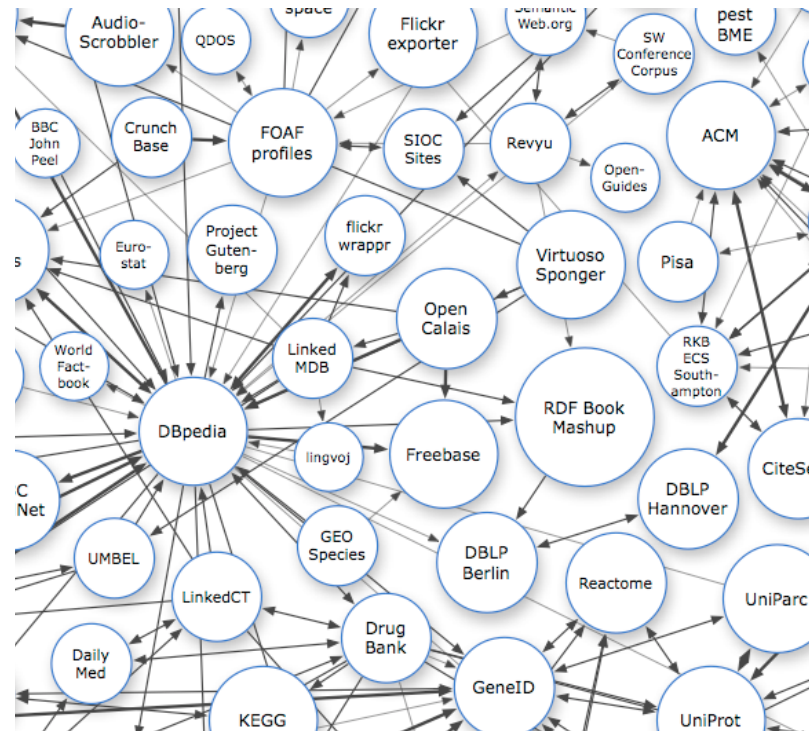 Audio-
Scrobbler
QDOS
space
Flickr
exporter
Semantic
Web.org
SW
Conference
Corpus
pest
BME
BBC
John
Peel
Crunch
Base
FOAF
profiles
SIOC
Sites
Revyu
Open-
Guides
ACM
s
Euro-
stat
Project
Guten-
berg
flickr
wrappr
Virtuoso
Sponger
Pisa
Open
Calais
World
Fact-
book
Linked
MDB
RKB
ECS
South-
ampton
DBpedia
lingvoj
Freebase
RDF Book
Mashup
CiteSe
C
Net
DBLP
Hannover
UMBEL
GEO
Species
DBLP
Berlin
Reactome
LinkedCT
UniParc
Daily
Med
Drug
Bank
GeneID
KEGG
UniProt